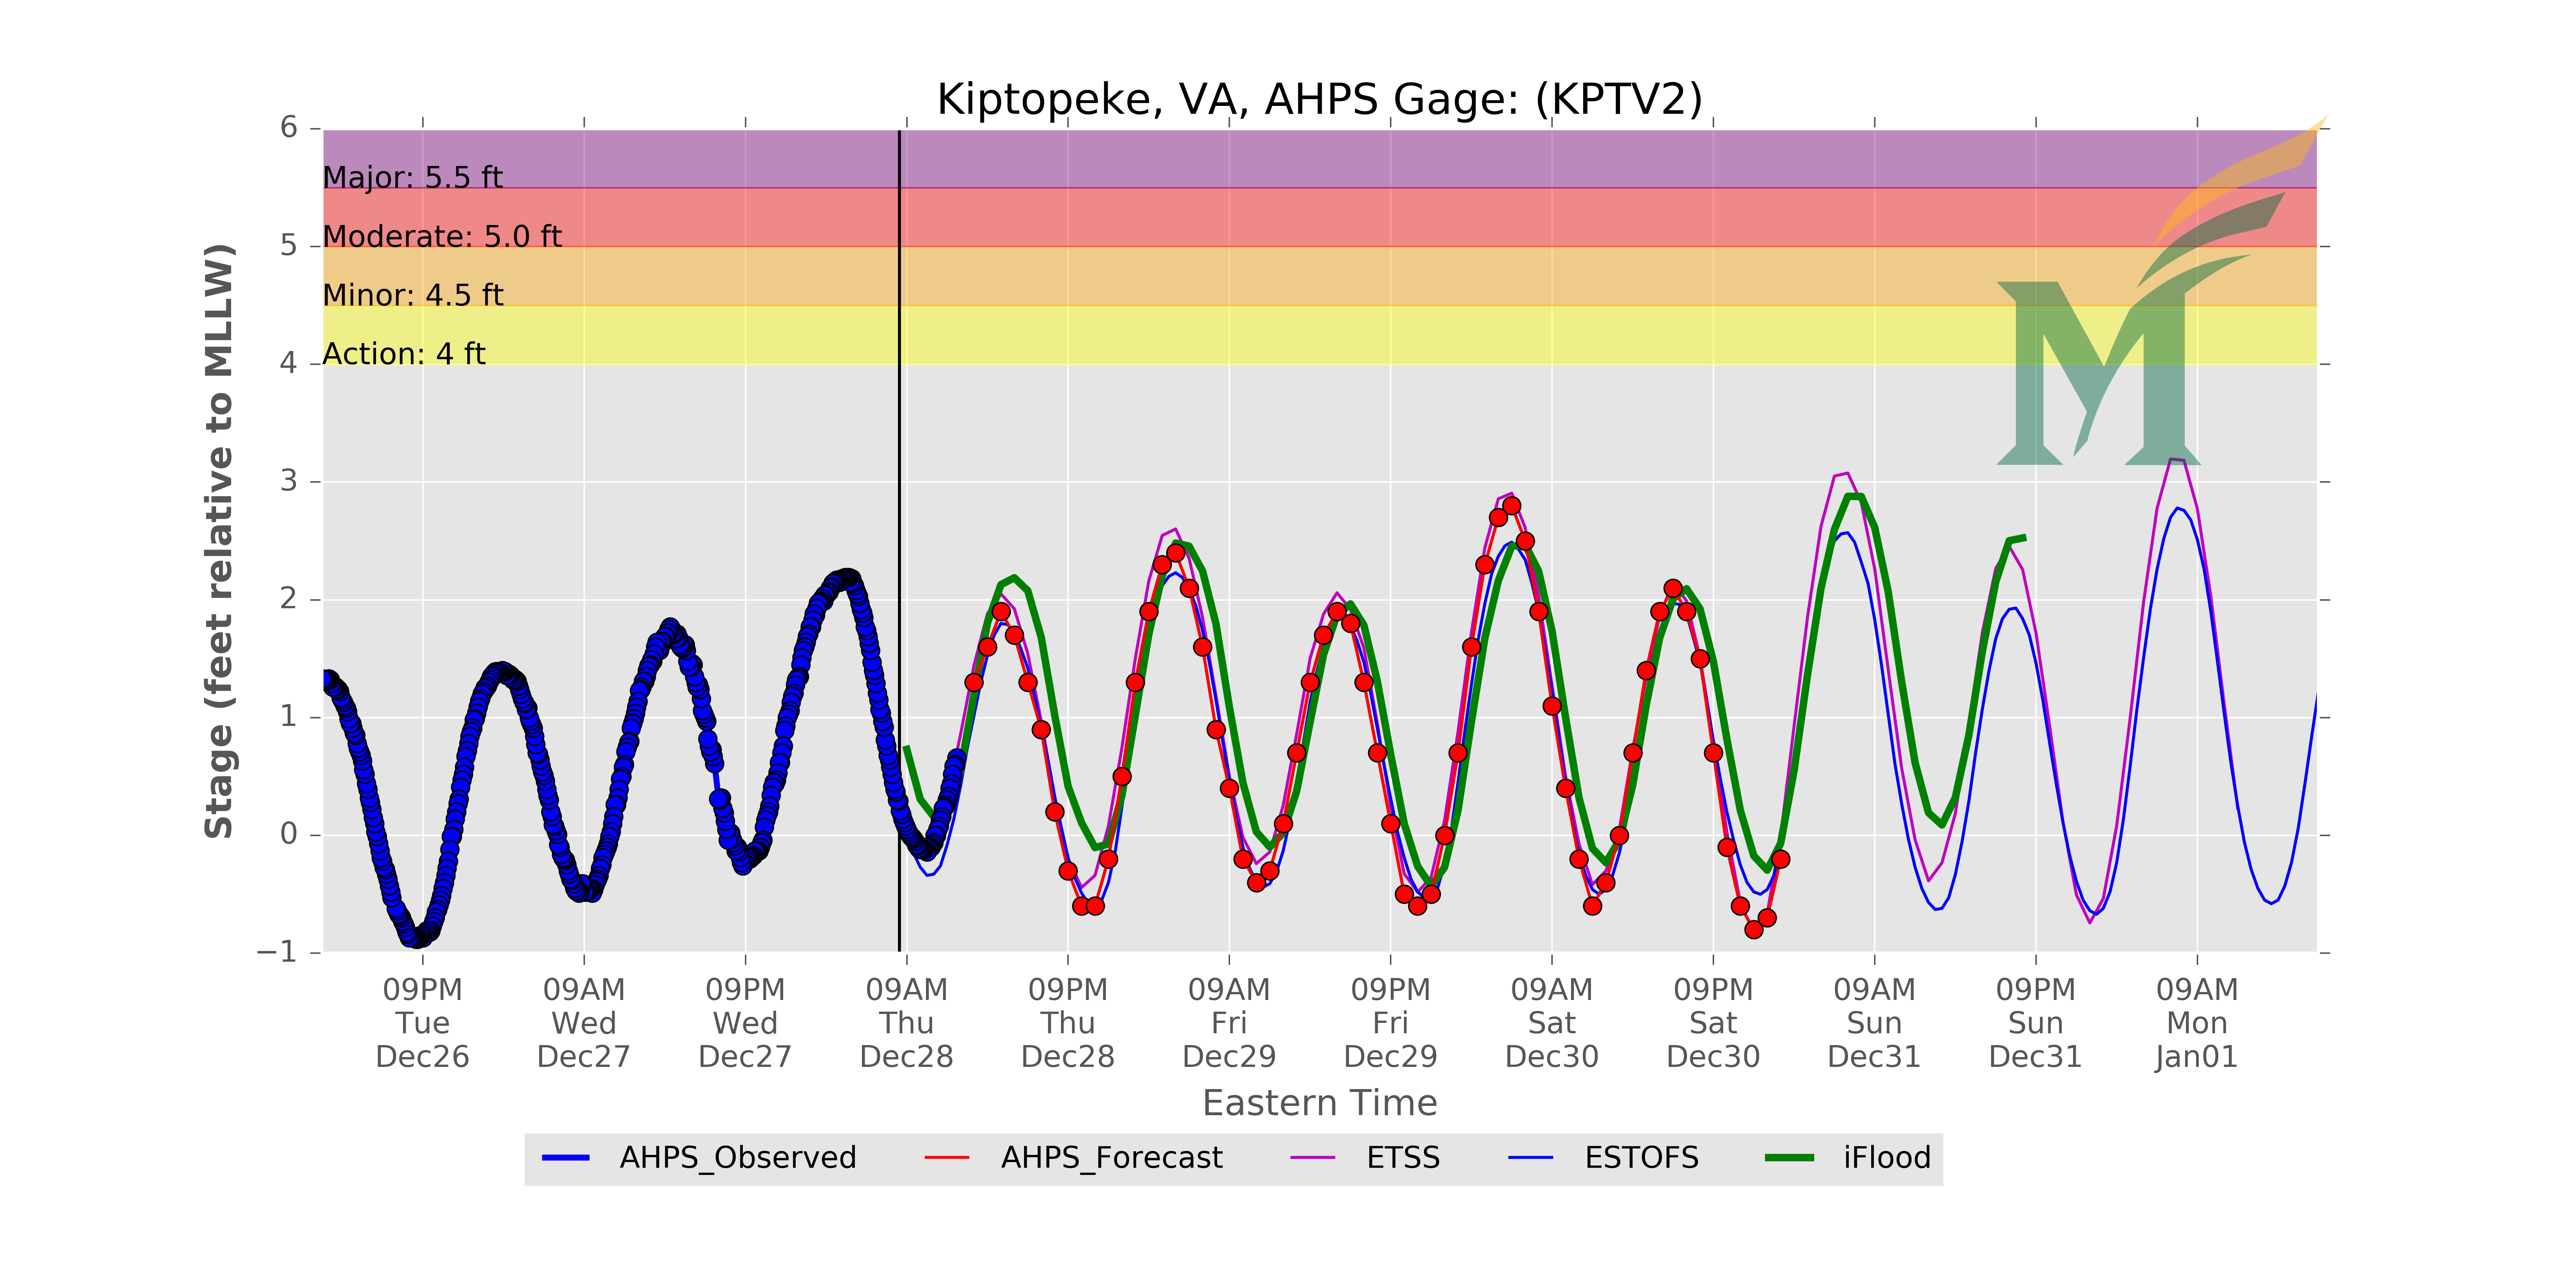 Kiptopeke, VA, AHPS Gage: (KPTV2)
6
5
4
3
2
1
0
−1
Stage (feet relative to MLLW)
Major: 5.5 ft
Moderate: 5.0 ft
Minor: 4.5 ft
Action: 4 ft
M
09PM
Tue
Dec26
09AM
Wed
Dec27
09PM
Wed
Dec27
09AM
Thu
Dec28
09PM
Thu
Dec28
09AM
Fri
Dec29
09PM
Fri
Dec29
09AM
Sat
Dec30
09PM
Sat
Dec30
09AM
Sun
Dec31
09PM
Sun
Dec31
09AM
Mon
Jan01
Eastern Time
AHPS_Observed AHPS_Forecast ETSS ESTOFS iFlood